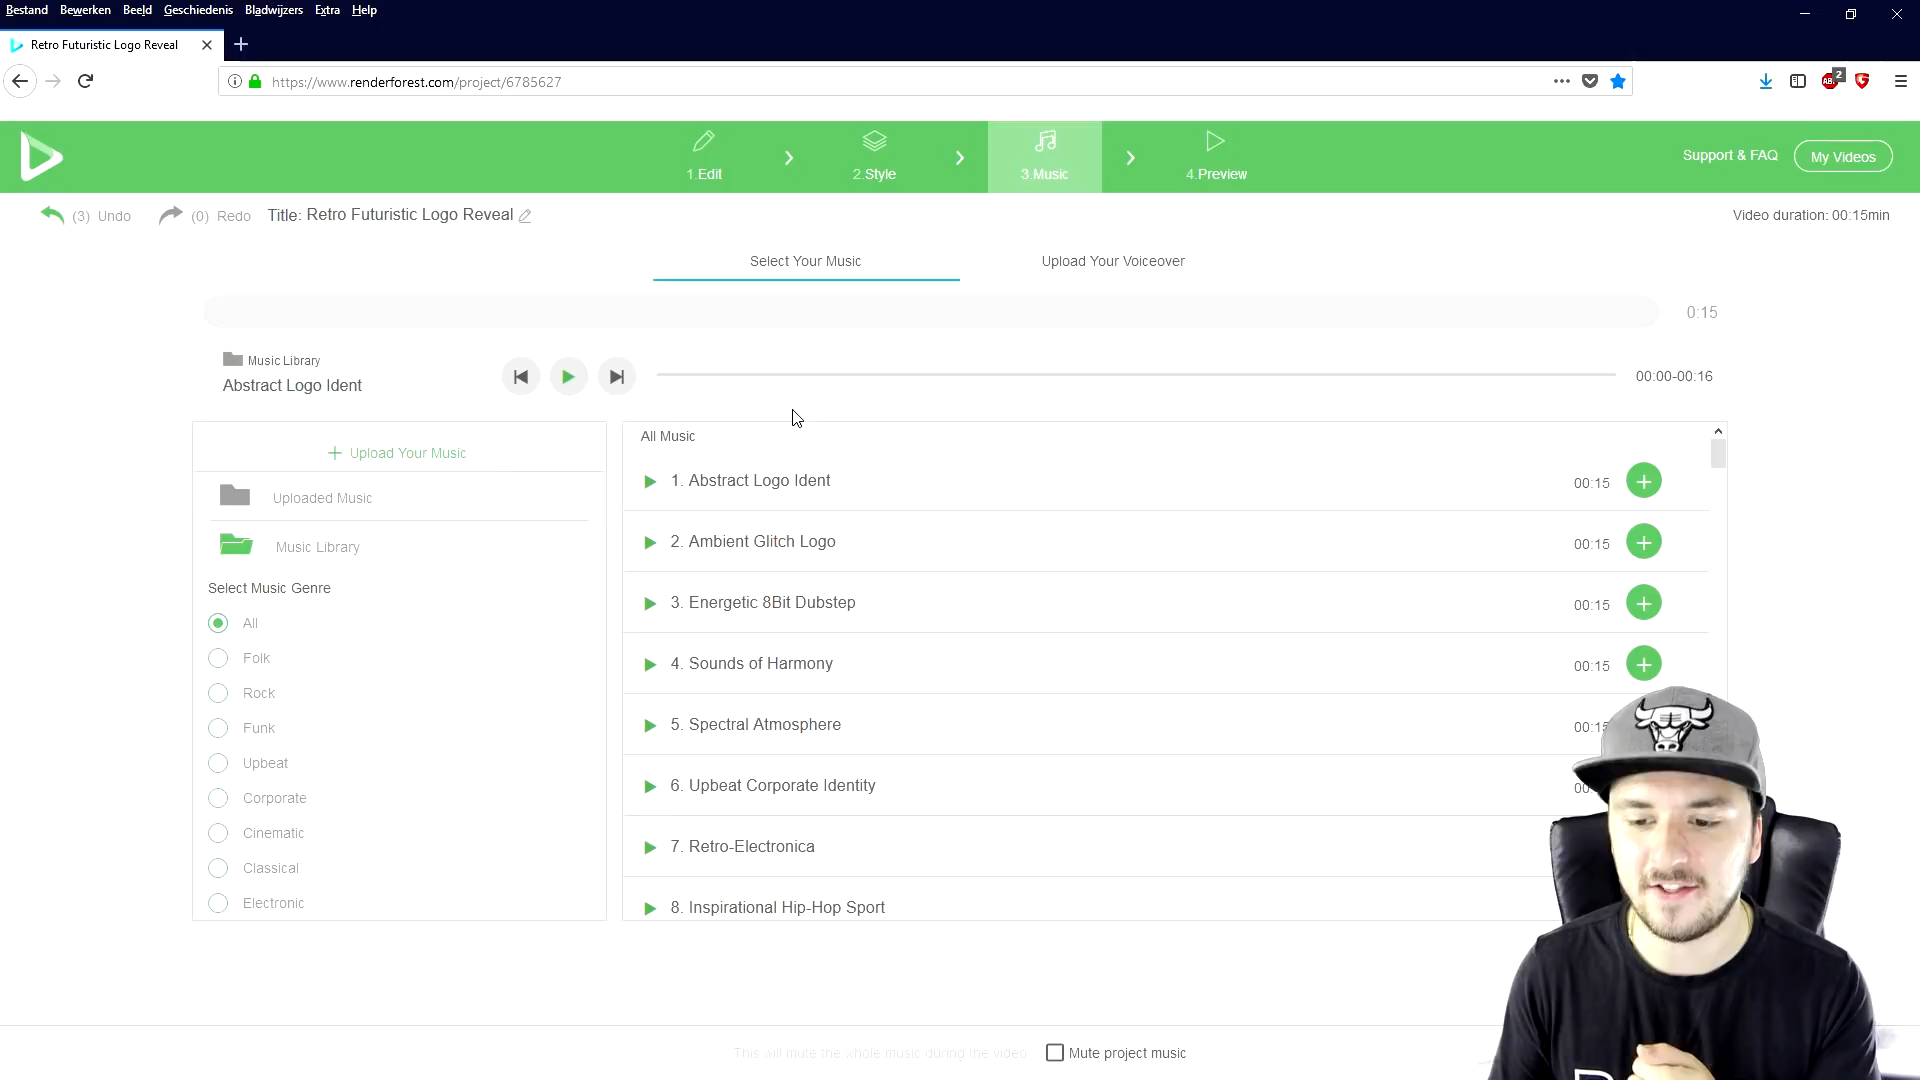 Bestand Bewerken Beeld Geschiedenis Bladwijzers Extra Help
Retro Futuristic Logo Reveal
https://www.renderforest.com/project/6785627
2
1.Edit
2.Style
3.Music
4.Preview
Support & FAQ
My Videos
(3) Undo
(0) Redo
Title: Retro Futuristic Logo Reveal
Video duration: 00:15min
Select Your Music
Upload Your Voiceover
0:15
Music Library
Abstract Logo Ident
00:00-00:16
Upload Your Music
Uploaded Music
Music Library
Select Music Genre
All
Folk
Rock
Funk
Upbeat
Corporate
Cinematic
Classical
Electronic
All Music
1. Abstract Logo Ident 00:15
2. Ambient Glitch Logo 00:15
3. Energetic 8Bit Dubstep 00:15
4. Sounds of Harmony 00:15
5. Spectral Atmosphere 00:15
6. Upbeat Corporate Identity
7. Retro-Electronica
8. Inspirational Hip-Hop Sport
This will mute the whole music during the video
Mute project music